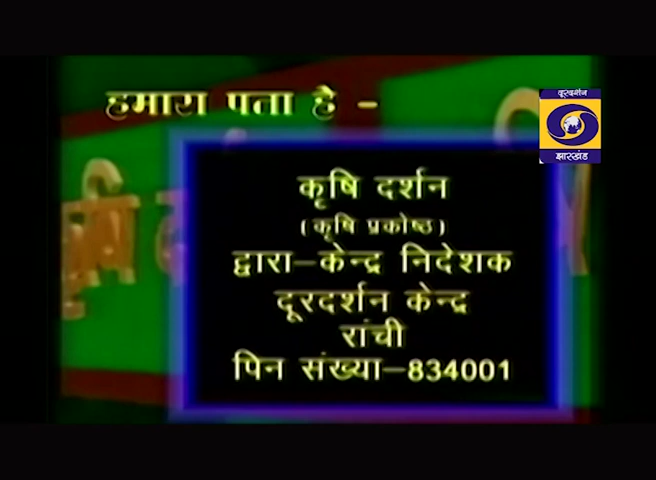 हमारा पता है -
दूरदर्शन
झारखंड
कृषि दर्शन
(कृषि प्रकोष्ठ)
द्वारा-केन्द्र निदेशक
दूरदर्शन केन्द्र
रांची
पिन संख्या-834001